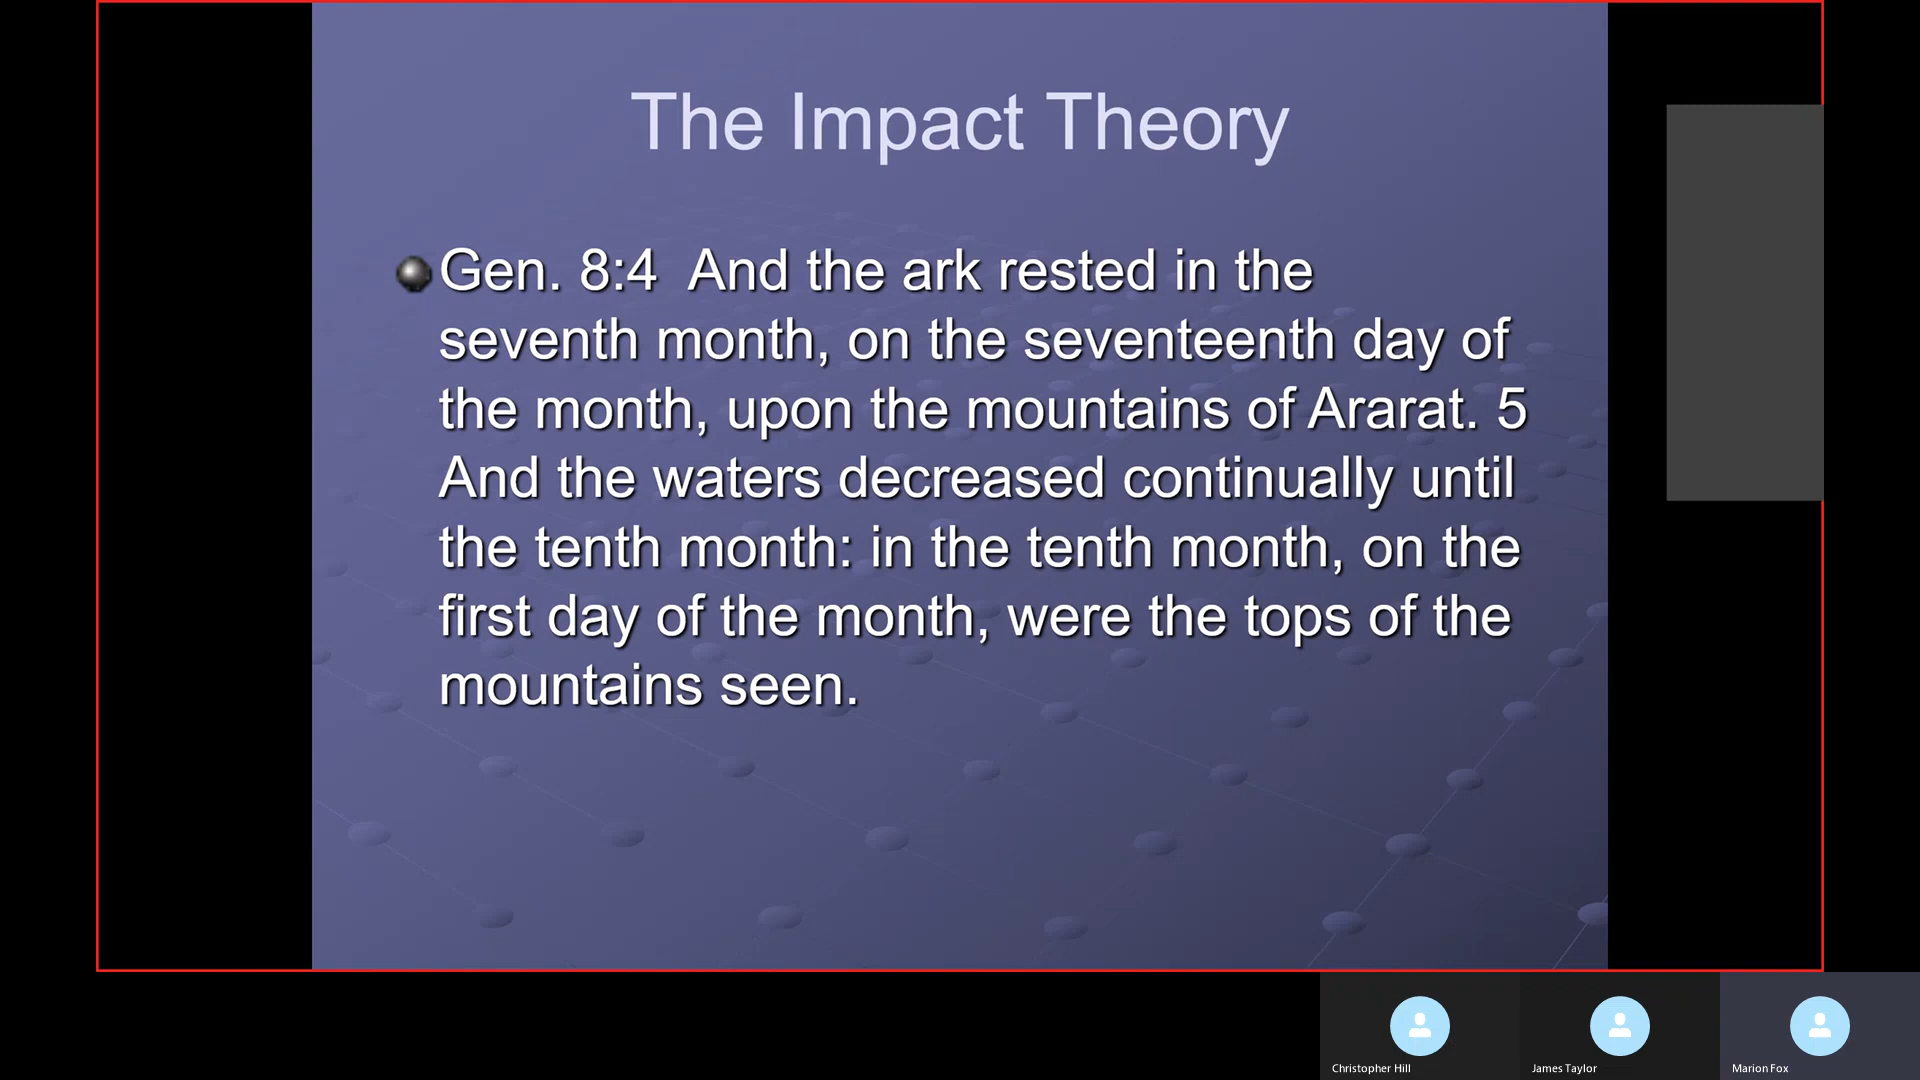 The Impact Theory
Gen. 8:4  And the ark rested in the
seventh month, on the seventeenth day of
the month, upon the mountains of Ararat. 5
And the waters decreased continually until
the tenth month: in the tenth month, on the
first day of the month, were the tops of the
mountains seen.
Christopher Hill
James Taylor
Marion Fox